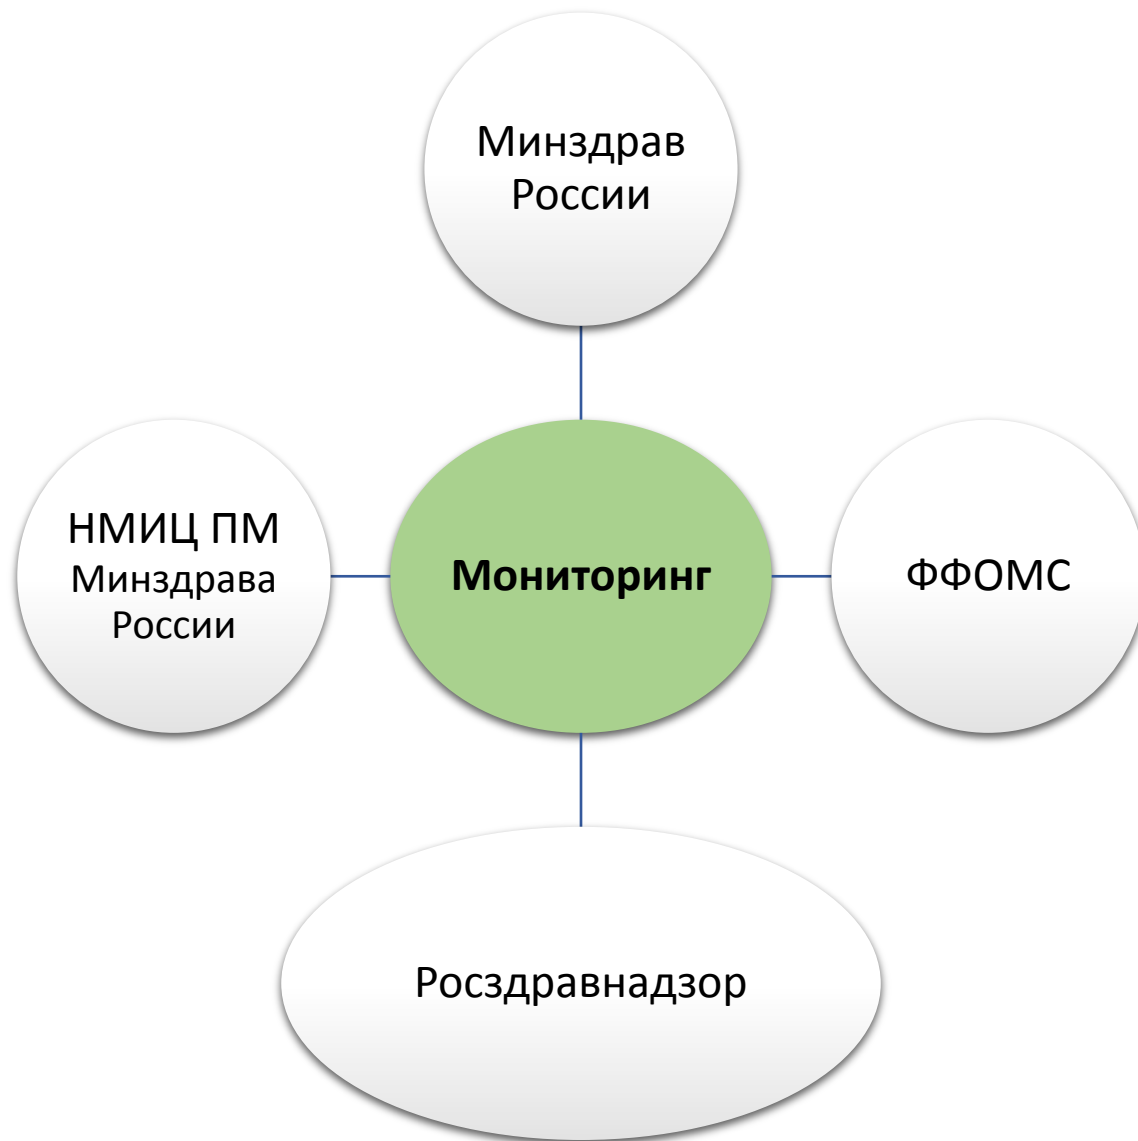 Минздрав
России
НМИЦ ПМ
Минздрава
России
Мониторинг
ФФОМС
Росздравнадзор